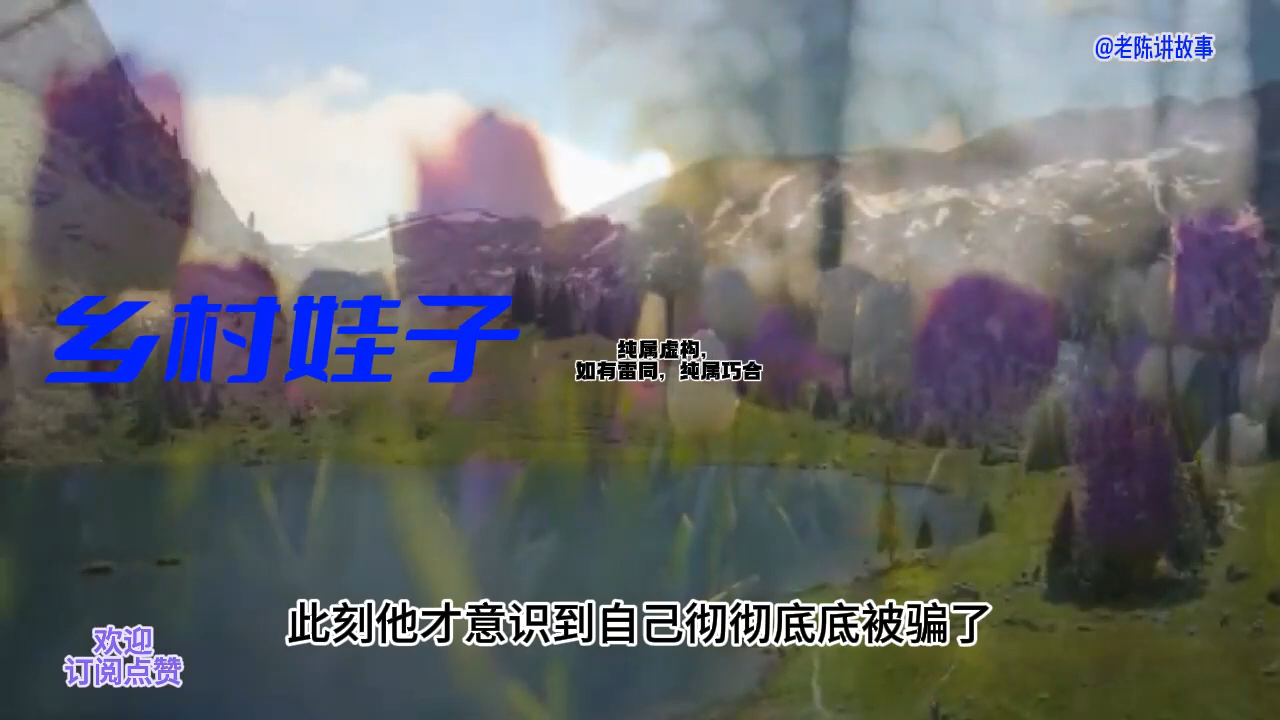 @老陈讲故事
乡村娃子
纯属虚构，
如有雷同，纯属巧合
此刻他才意识到自己彻彻底底被骗了
欢迎
订阅点赞